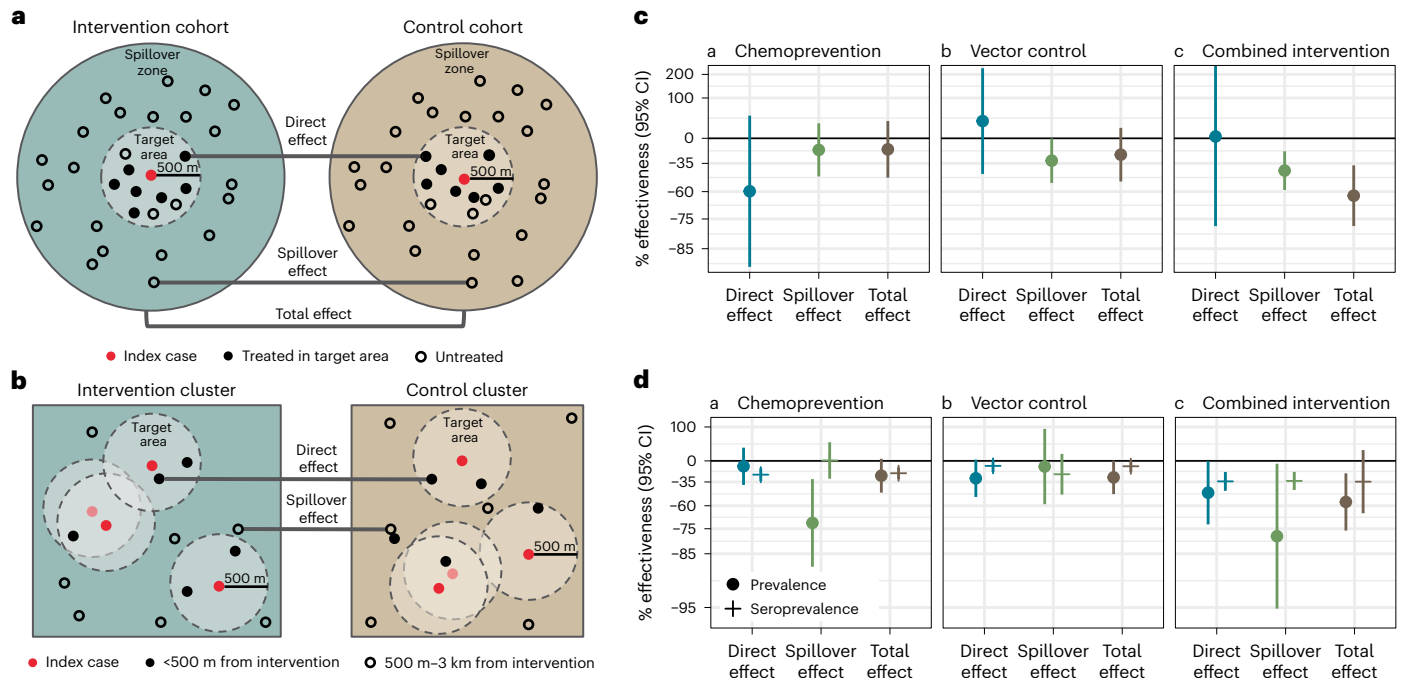 a
Intervention cohort
Control cohort
Spillover
zone
Spillover
zone
Direct
effect
Target
area
500 m
Target
area
500 m
Spillover
effect
Total effect
Index case
Treated in target area
Untreated
b
Intervention cluster
Control cluster
Target
area
Target
area
Direct
effect
Spillover
effect
500 m
500 m
Index case
<500 m from intervention
500 m–3 km from intervention
c
a Chemoprevention
b Vector control
c Combined intervention
% effectiveness (95% CI)
200
100
0
−35
−60
−75
−85
Direct
effect
Spillover
effect
Total
effect
Direct
effect
Spillover
effect
Total
effect
Direct
effect
Spillover
effect
Total
effect
d
a Chemoprevention
b Vector control
c Combined intervention
% effectiveness (95% CI)
100
0
−35
−60
−75
−85
−95
Prevalence
Seroprevalence
Direct
effect
Spillover
effect
Total
effect
Direct
effect
Spillover
effect
Total
effect
Direct
effect
Spillover
effect
Total
effect